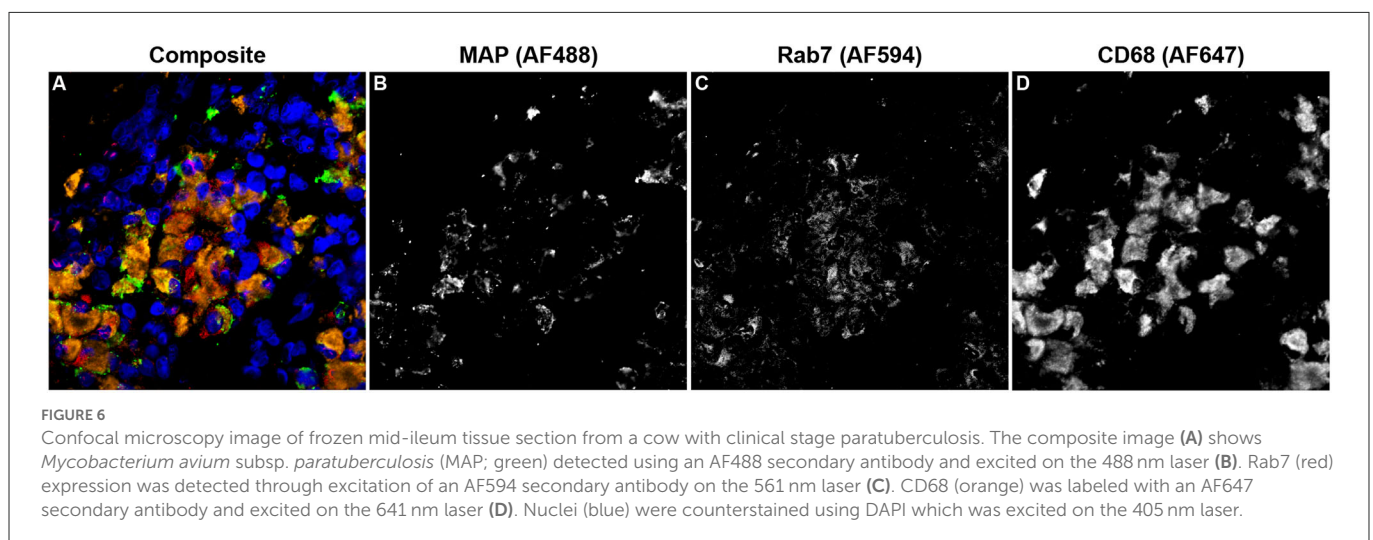 Composite
MAP (AF488)
Rab7 (AF594)
CD68 (AF647)
A
B
C
D
FIGURE 6
Confocal microscopy image of frozen mid-ileum tissue section from a cow with clinical stage paratuberculosis. The composite image (A) shows
Mycobacterium avium subsp. paratuberculosis (MAP; green) detected using an AF488 secondary antibody and excited on the 488 nm laser (B). Rab7 (red)
expression was detected through excitation of an AF594 secondary antibody on the 561 nm laser (C). CD68 (orange) was labeled with an AF647
secondary antibody and excited on the 641 nm laser (D). Nuclei (blue) were counterstained using DAPI which was excited on the 405 nm laser.